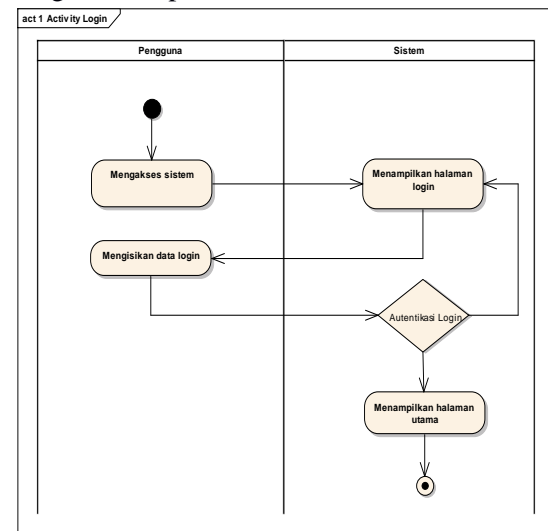 act 1 Activity Login
Pengguna
Sistem
Mengakses sistem
Menampilkan halaman
login
Mengisikan data login
Autentikasi Login
Menampilkan halaman
utama